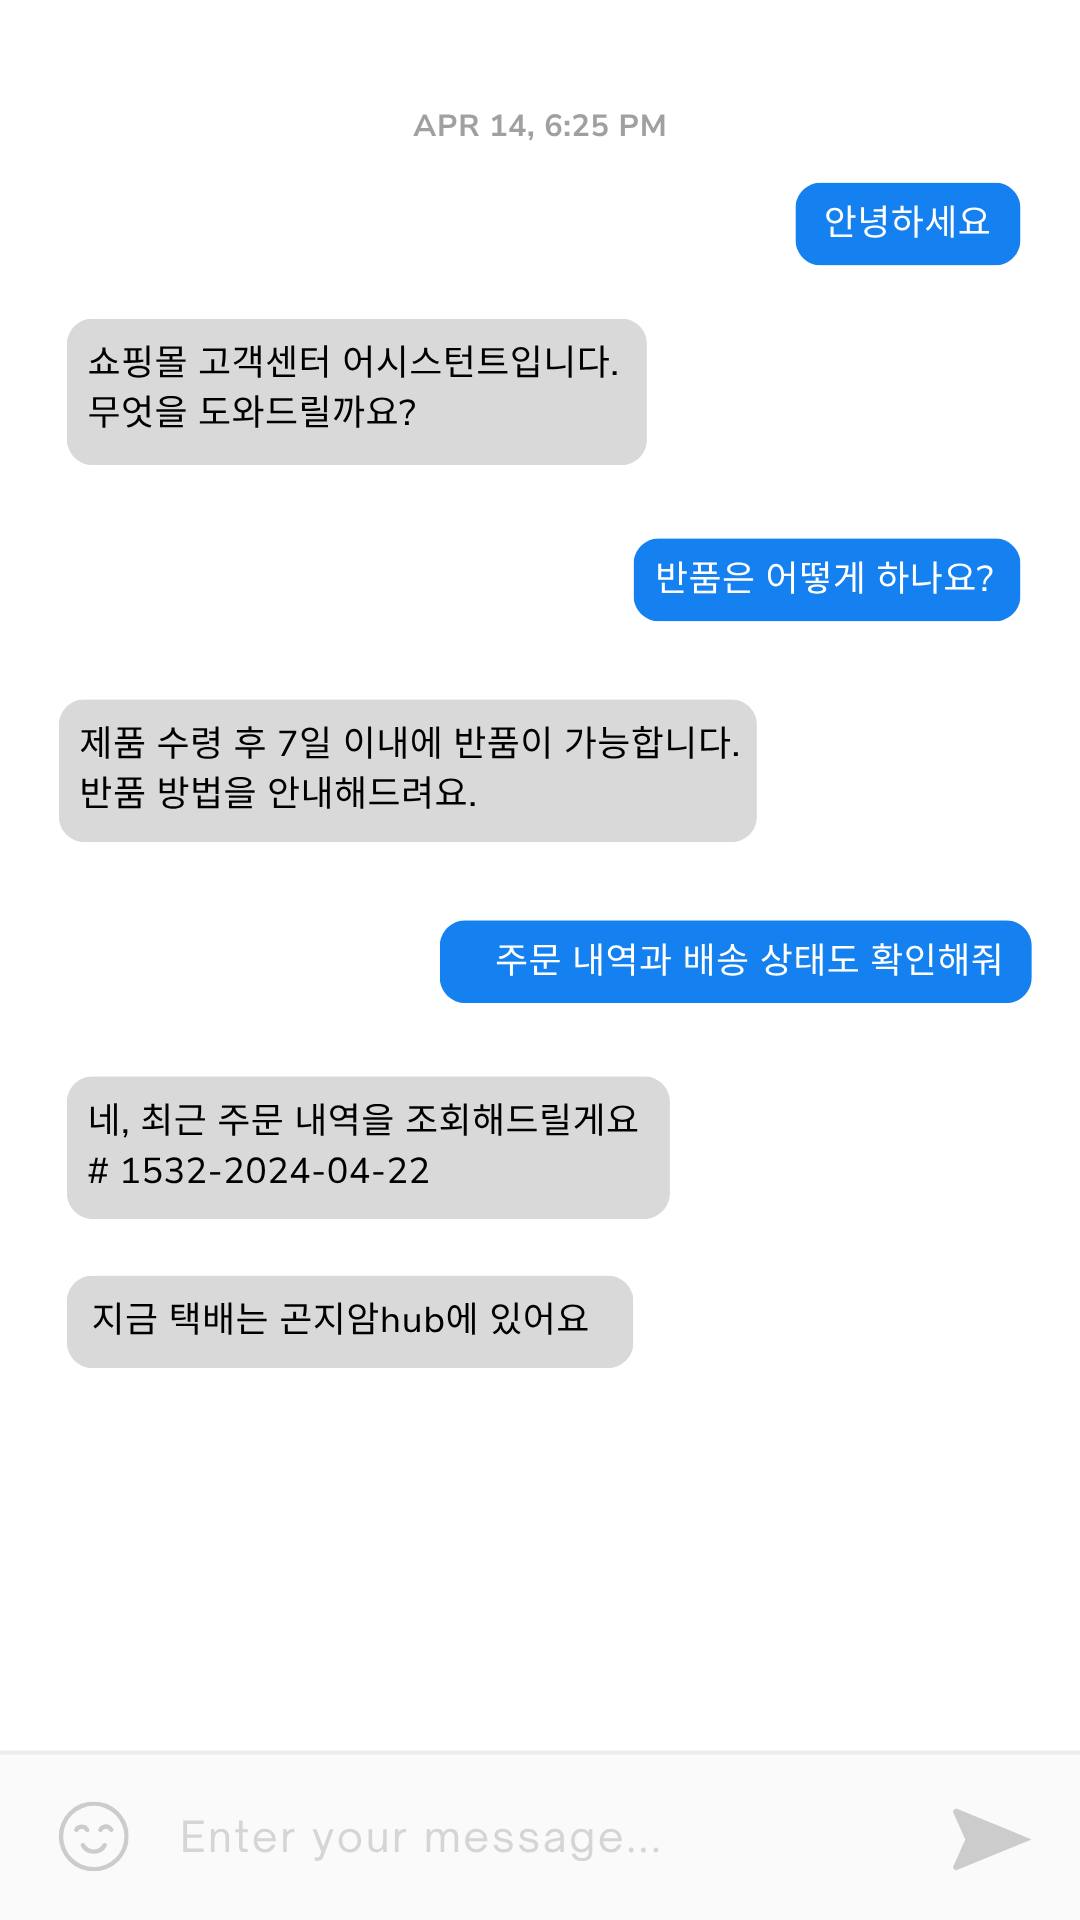 APR 14, 6:25 PM
안녕하세요
쇼핑몰 고객센터 어시스턴트입니다.
무엇을 도와드릴까요?
반품은 어떻게 하나요?
제품 수령 후 7일 이내에 반품이 가능합니다.
반품 방법을 안내해드려요.
주문 내역과 배송 상태도 확인해줘
네, 최근 주문 내역을 조회해드릴게요
# 1532-2024-04-22
지금 택배는 곤지암hub에 있어요
Enter your message...